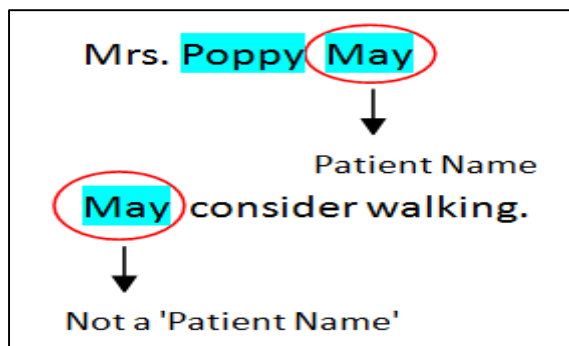 Mrs. Poppy May
Patient Name
May consider walking.
Not a 'Patient Name'